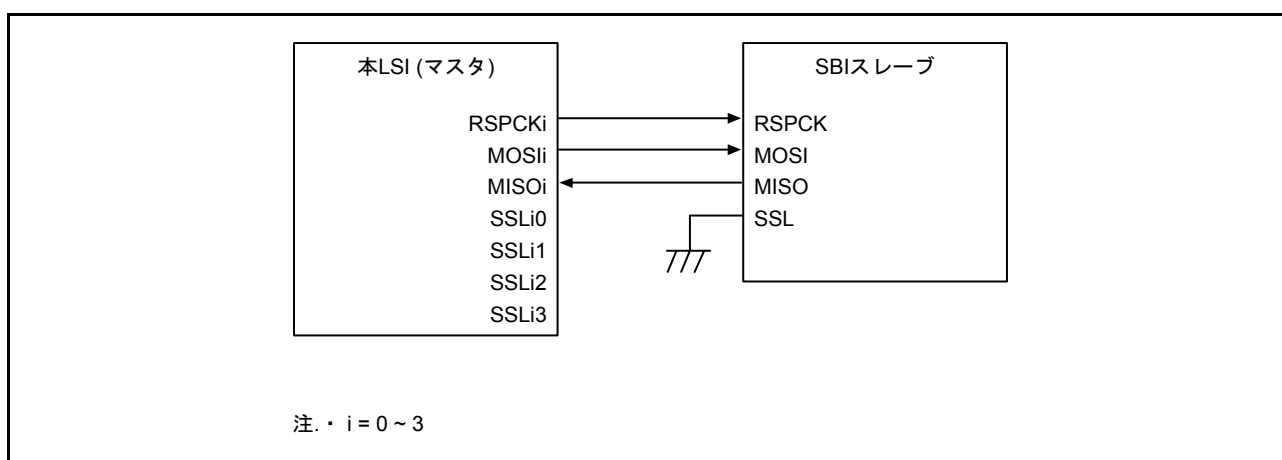 本LSI (マスタ)
RSPCKi
MOSIi
MISOi
SSLi0
SSLi1
SSLi2
SSLi3
SBIスレーブ
RSPCK
MOSI
MISO
SSL
注.・ i = 0 ~ 3